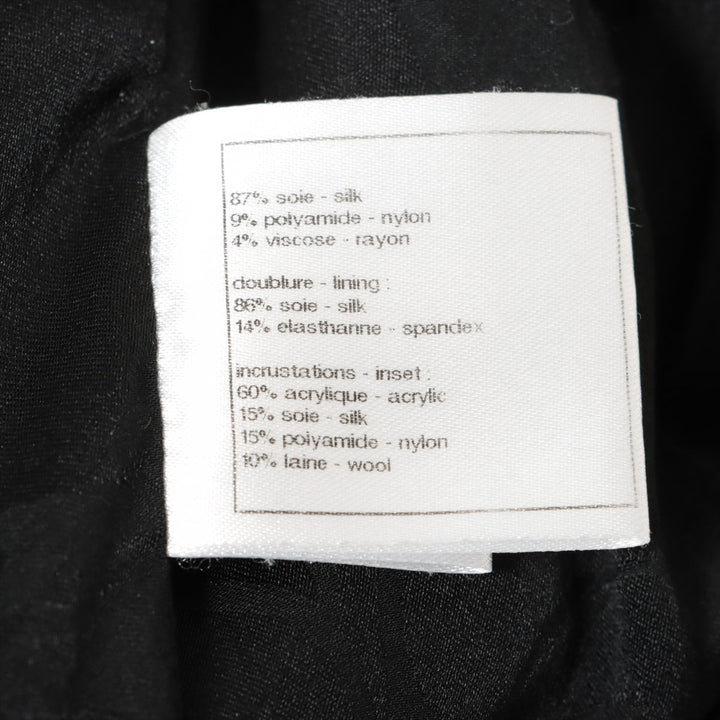 87% soie - silk
9% polyamide - nylon
4% viscose - rayon
doublure - lining :
86% soie - silk
14% elasthanne - spandex
incrustations - inset :
60% acrylique - acrylic
15% soie - silk
15% polyamide - nylon
10% laine - wool